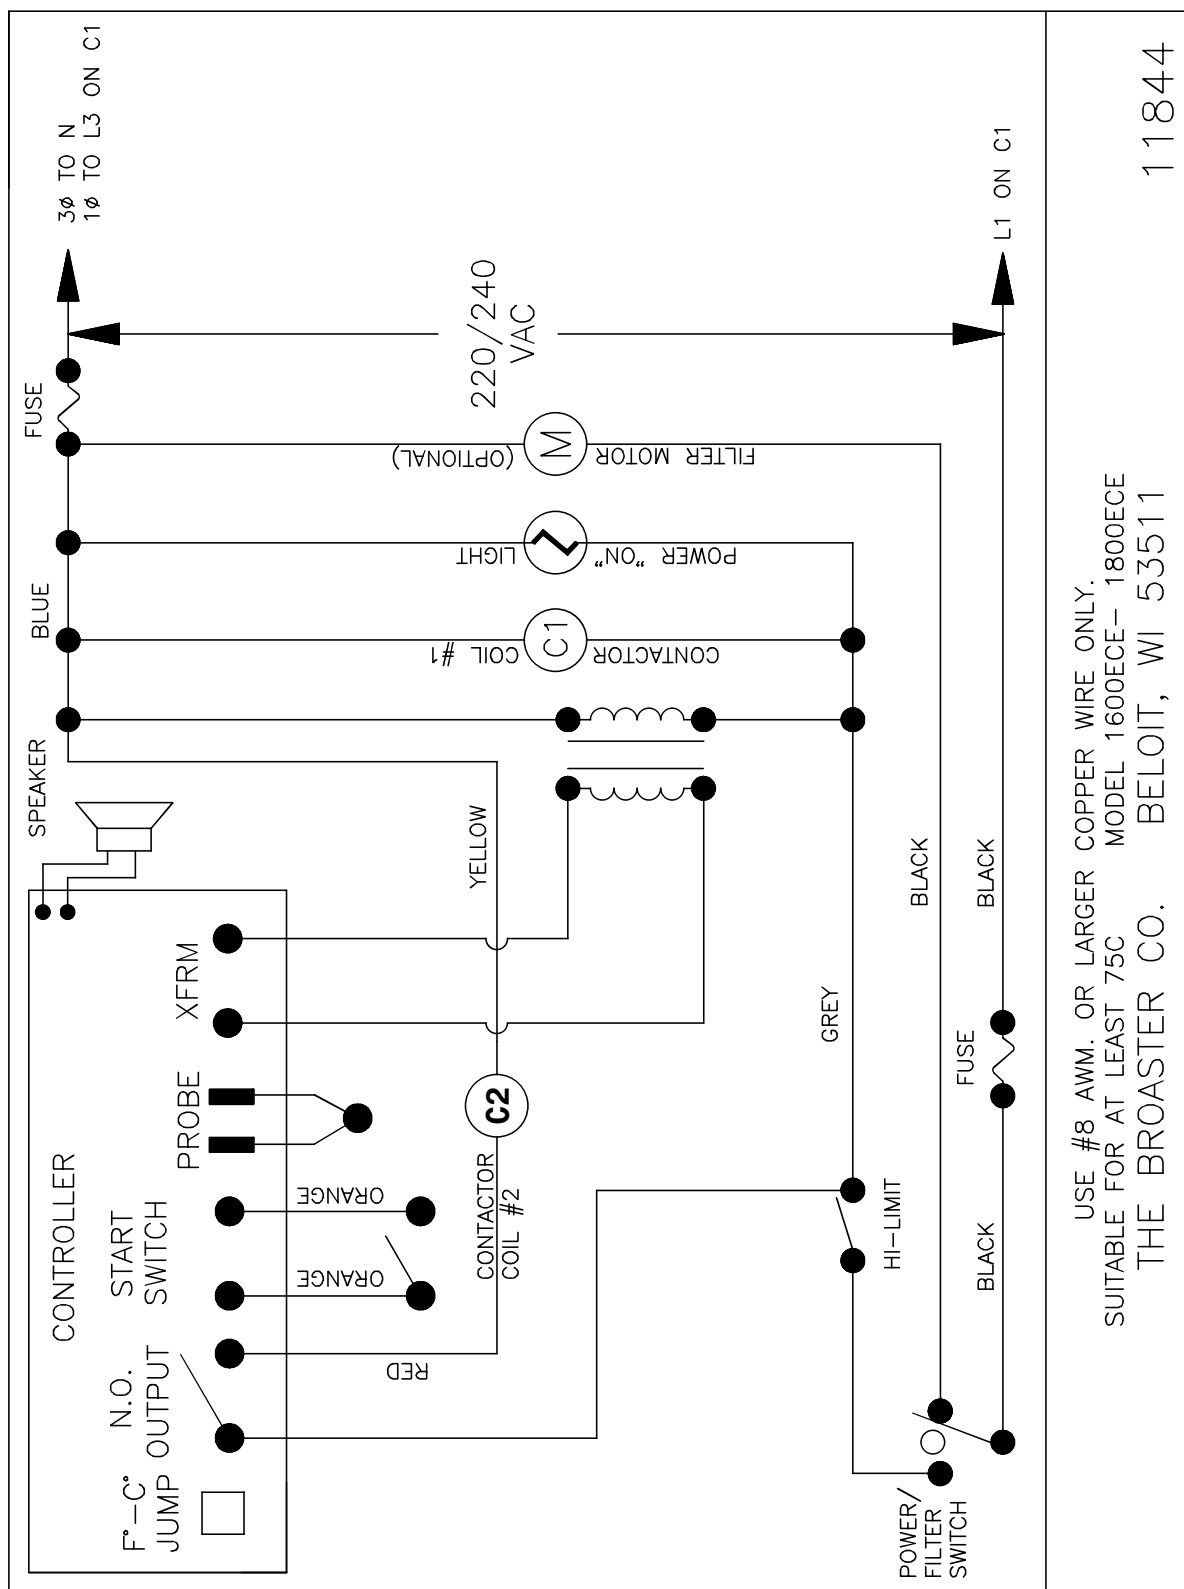 3ø TO N
1ø TO L3 ON C1
FUSE
BLUE
SPEAKER
220/240
VAC
L1 ON C1
FILTER MOTOR
(OPTIONAL)
M
POWER "ON"
LIGHT
CONTACTOR
COIL #1
C1
YELLOW
CONTROLLER
XFRM
PROBE
START
SWITCH
N.O.
OUTPUT
F°-C°
JUMP
ORANGE
ORANGE
RED
C2
CONTACTOR
COIL #2
GREY
HI-LIMIT
BLACK
BLACK
FUSE
BLACK
POWER/
FILTER
SWITCH
USE #8 AWM. OR LARGER COPPER WIRE ONLY.
SUITABLE FOR AT LEAST 75C MODEL 1600ECE- 1800ECE
THE BROASTER CO. BELOIT, WI 53511
11844